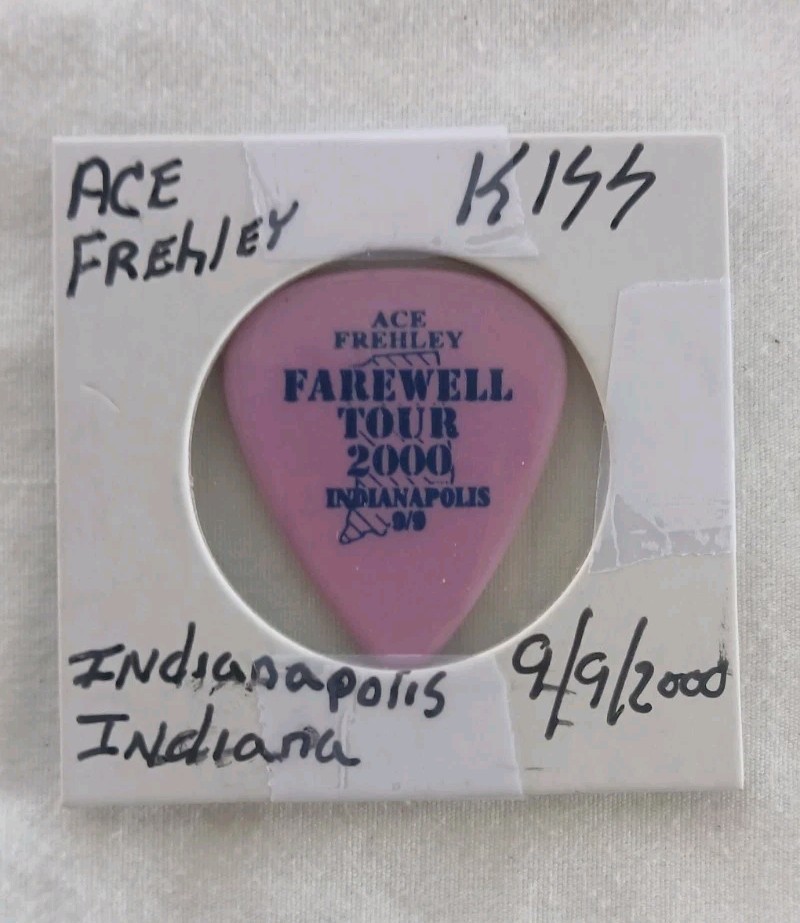 ACE
FREHLEY
KISS
ACE
FREHLEY
FAREWELL
TOUR
2000
INDIANAPOLIS
9/9
INdianapolis
INdiana
9/9/2000